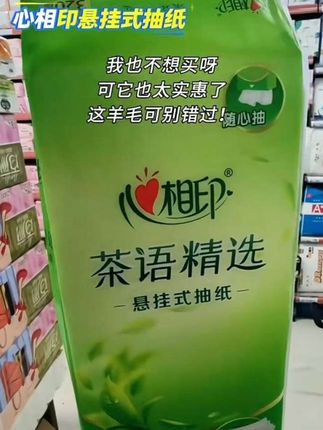 心相印悬挂式抽纸
320
我也不想买呀
可它也太实惠了
这羊毛可别错过!
随心抽
心相印®
茶语精选
悬挂式抽纸